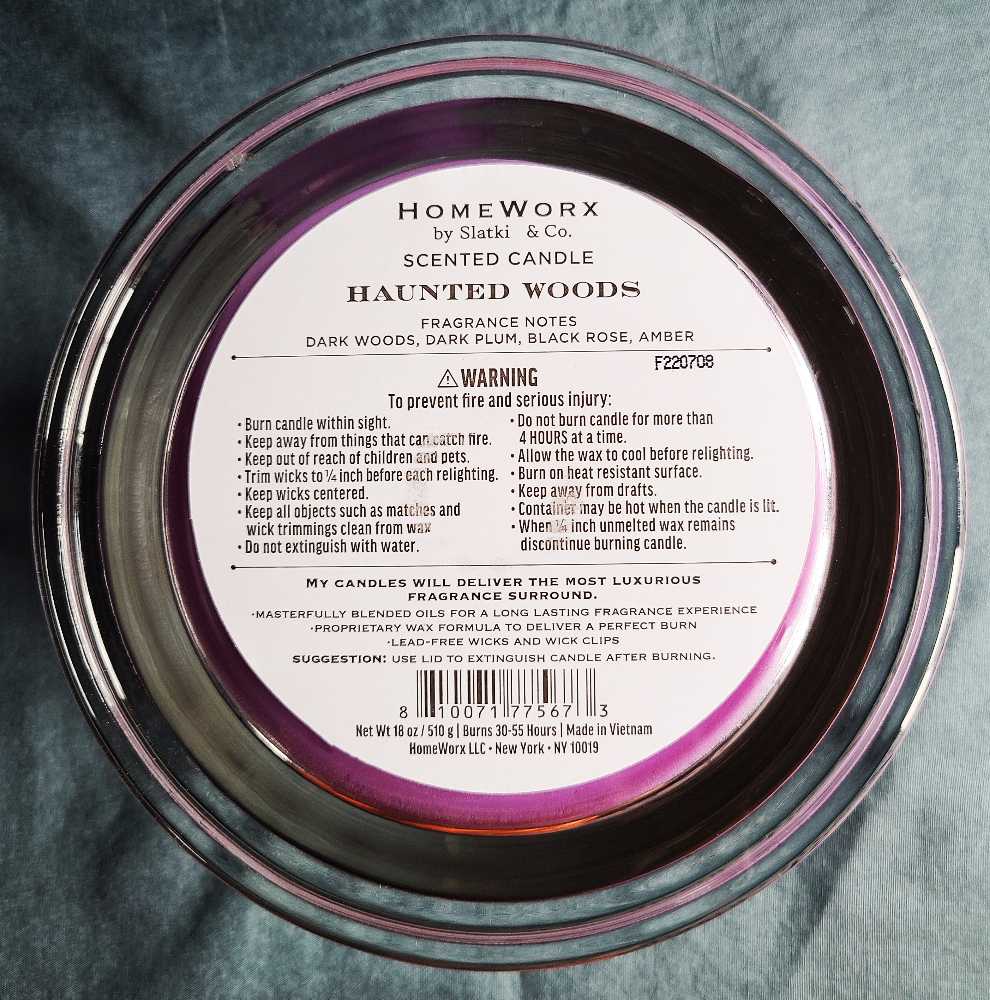 HOMEWORX
by Slatki & Co.
SCENTED CANDLE
HAUNTED WOODS
FRAGRANCE NOTES
DARK WOODS, DARK PLUM, BLACK ROSE, AMBER
F220708
⚠WARNING
To prevent fire and serious injury:
• Burn candle within sight.
• Keep away from things that can catch fire.
• Keep out of reach of children and pets.
• Trim wicks to ¼ inch before each relighting.
• Keep wicks centered.
• Keep all objects such as matches and
wick trimmings clean from wax
• Do not extinguish with water.
• Do not burn candle for more than
4 HOURS at a time.
• Allow the wax to cool before relighting.
• Burn on heat resistant surface.
• Keep away from drafts.
• Container may be hot when the candle is lit.
• When ¼ inch unmelted wax remains
discontinue burning candle.
MY CANDLES WILL DELIVER THE MOST LUXURIOUS
FRAGRANCE SURROUND.
·MASTERFULLY BLENDED OILS FOR A LONG LASTING FRAGRANCE EXPERIENCE
·PROPRIETARY WAX FORMULA TO DELIVER A PERFECT BURN
·LEAD-FREE WICKS AND WICK CLIPS
SUGGESTION: USE LID TO EXTINGUISH CANDLE AFTER BURNING.
8 10071 77567 3
Net Wt 18 oz / 510 g | Burns 30-55 Hours | Made in Vietnam
HomeWorx LLC • New York • NY 10019